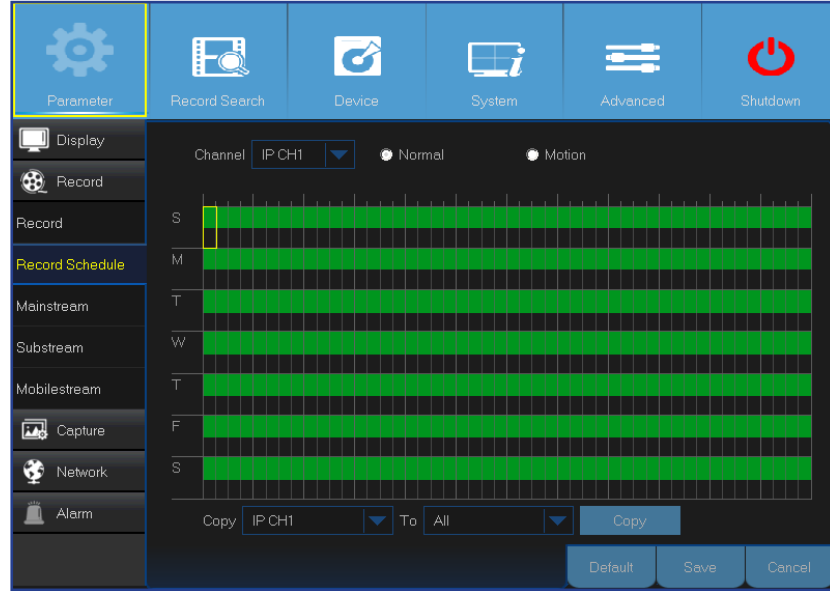 Parameter Record Search Device System Advanced Shutdown
Display
Channel IP CH1 Normal Motion
Record
Record
S
Record Schedule
M
Mainstream
T
Substream
W
Mobilestream
T
Capture
F
Network
S
Alarm
Copy IP CH1 To All Copy
Default Save Cancel